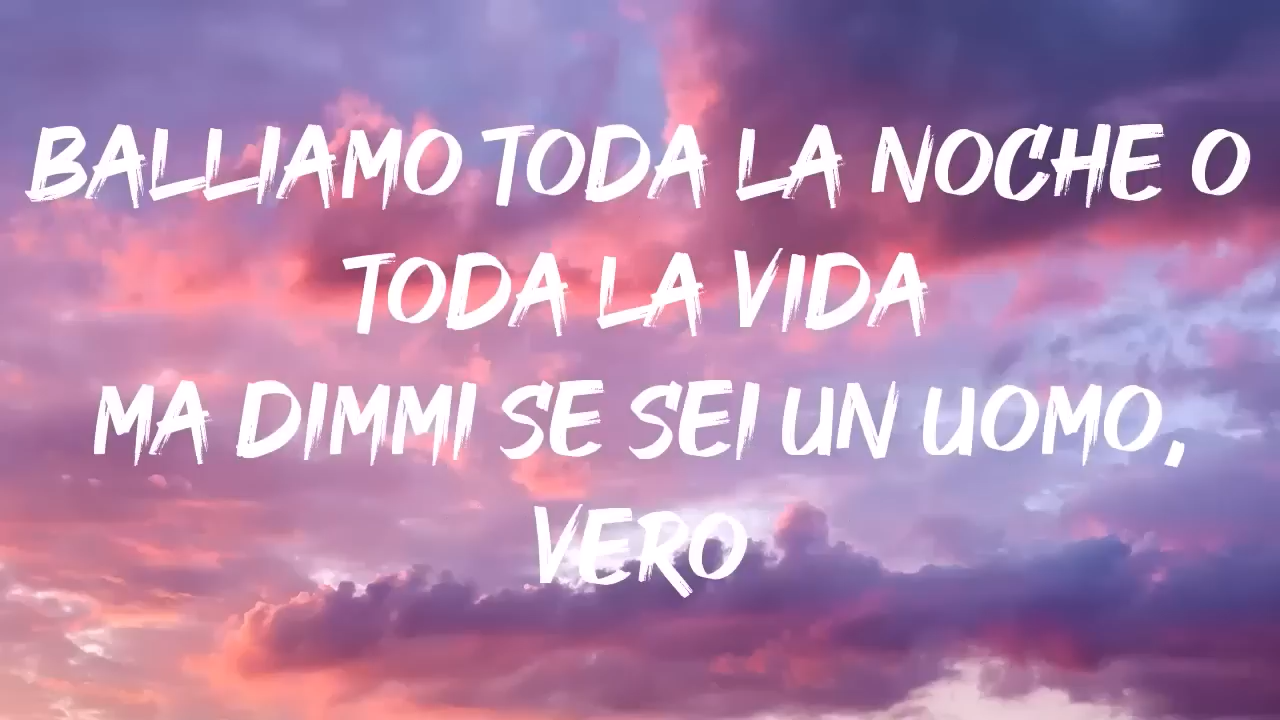 BALLIAMO TODA LA NOCHE O
TODA LA VIDA
MA DIMMI SE SEI UN UOMO,
VERO